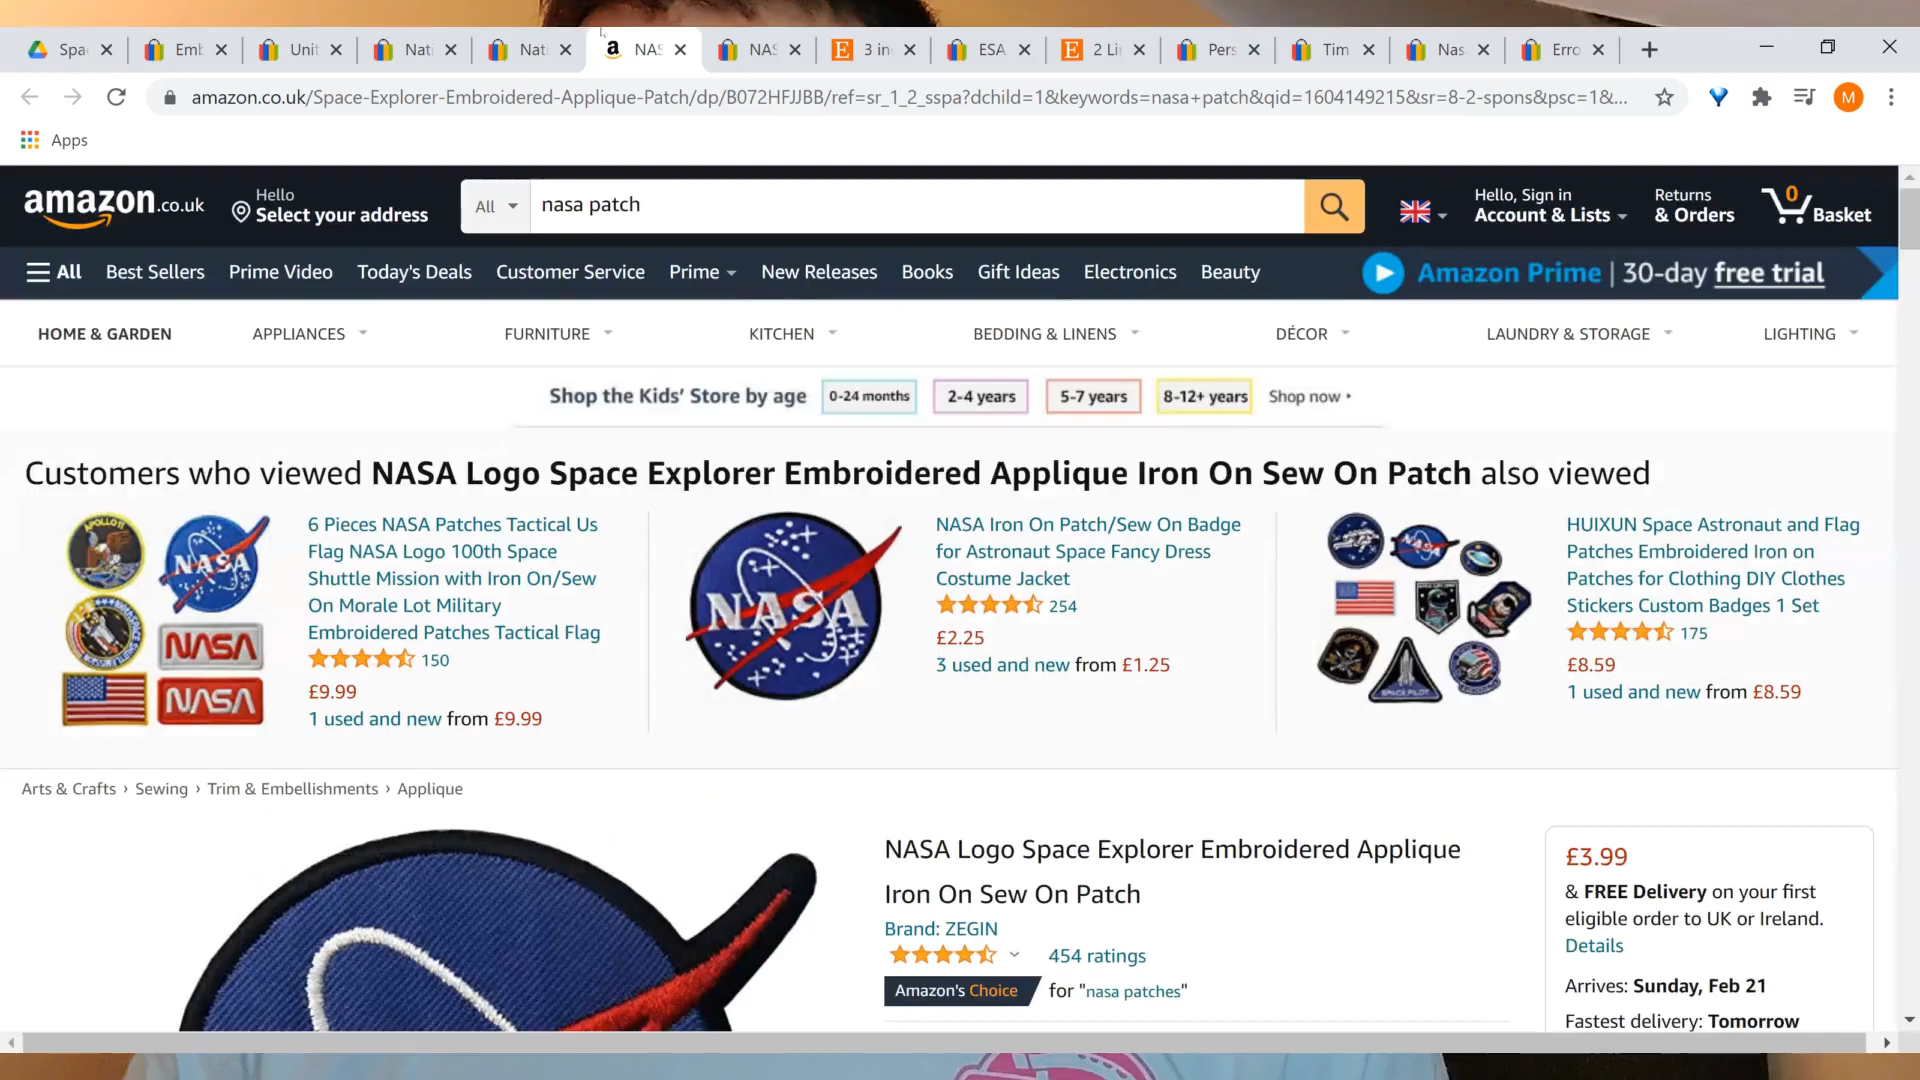 Spa
Emb
Unit
Nati
Nati
NAS
NAS
3 in
ESA
2 Li
Pers
Tim
Nas
Erro
amazon.co.uk/Space-Explorer-Embroidered-Applique-Patch/dp/B072HFJJBB/ref=sr_1_2_sspa?dchild=1&keywords=nasa+patch&qid=1604149215&sr=8-2-spons&psc=1&...
M
Apps
amazon.co.uk
Hello
Select your address
All
nasa patch
Hello, Sign in
Account & Lists
Returns
& Orders
0
Basket
All Best Sellers Prime Video Today's Deals Customer Service Prime New Releases Books Gift Ideas Electronics Beauty
Amazon Prime | 30-day free trial
HOME & GARDEN APPLIANCES FURNITURE KITCHEN BEDDING & LINENS DÉCOR LAUNDRY & STORAGE LIGHTING
Shop the Kids' Store by age 0-24 months 2-4 years 5-7 years 8-12+ years Shop now
Customers who viewed NASA Logo Space Explorer Embroidered Applique Iron On Sew On Patch also viewed
APOLLO 11
NASA
NASA
NASA
6 Pieces NASA Patches Tactical Us
Flag NASA Logo 100th Space
Shuttle Mission with Iron On/Sew
On Morale Lot Military
Embroidered Patches Tactical Flag
150
£9.99
1 used and new from £9.99
NASA
NASA Iron On Patch/Sew On Badge
for Astronaut Space Fancy Dress
Costume Jacket
254
£2.25
3 used and new from £1.25
NASA
SPACE PILOT
HUIXUN Space Astronaut and Flag
Patches Embroidered Iron on
Patches for Clothing DIY Clothes
Stickers Custom Badges 1 Set
175
£8.59
1 used and new from £8.59
Arts & Crafts › Sewing › Trim & Embellishments › Applique
NASA Logo Space Explorer Embroidered Applique
Iron On Sew On Patch
Brand: ZEGIN
454 ratings
Amazon's Choice for "nasa patches"
£3.99
& FREE Delivery on your first
eligible order to UK or Ireland.
Details
Arrives: Sunday, Feb 21
Fastest delivery: Tomorrow